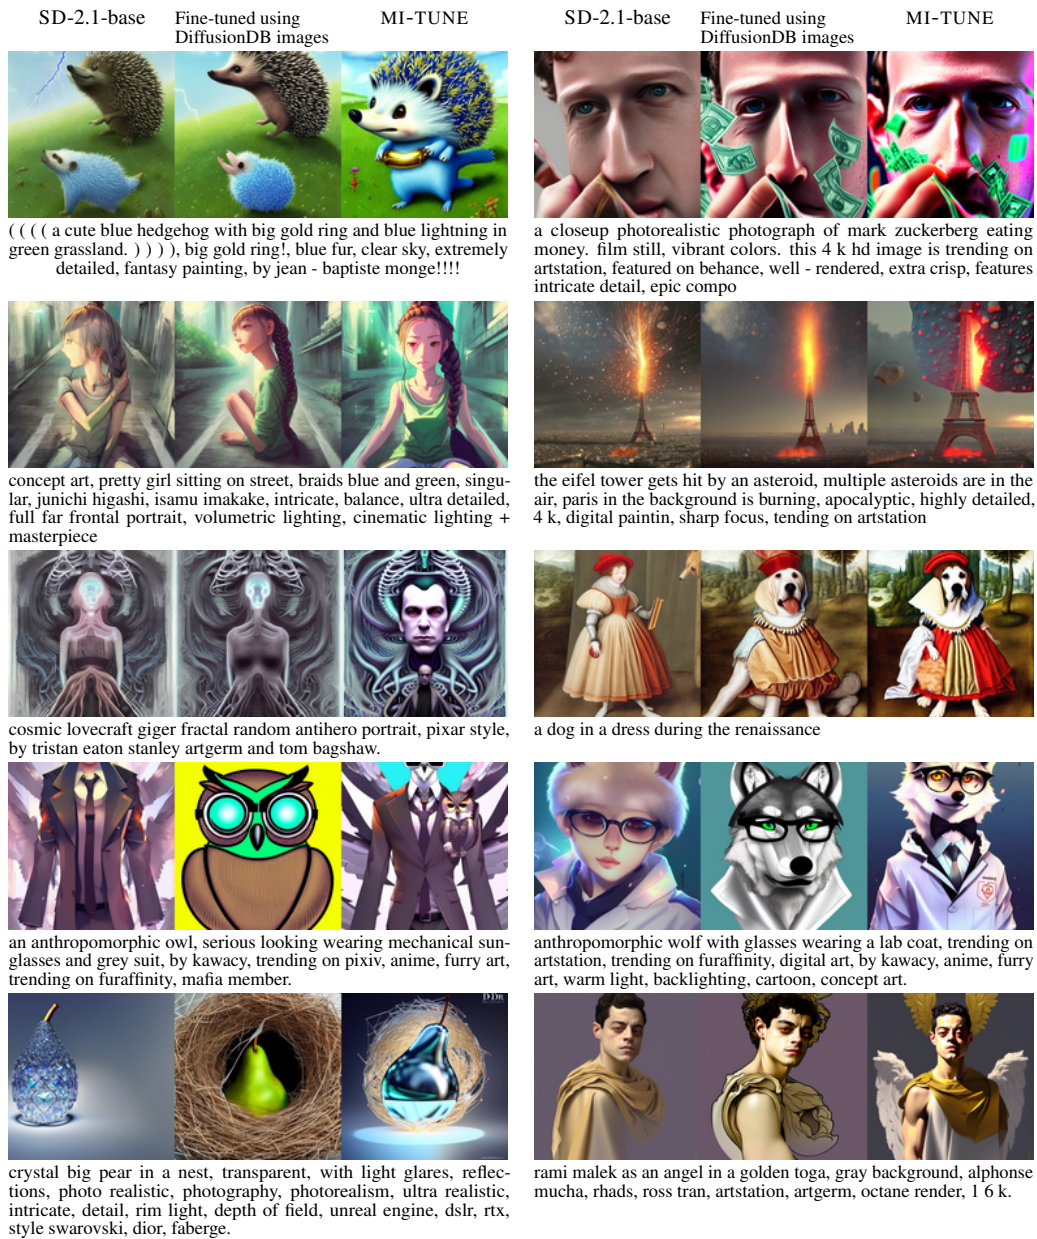 SD-2.1-base
Fine-tuned using
DiffusionDB images
MI-TUNE
SD-2.1-base
Fine-tuned using
DiffusionDB images
MI-TUNE
( ( ( ( a cute blue hedgehog with big gold ring and blue lightning in
green grassland. ) ) ) ), big gold ring!, blue fur, clear sky, extremely
detailed, fantasy painting, by jean - baptiste monge!!!!
a closeup photorealistic photograph of mark zuckerberg eating
money. film still, vibrant colors. this 4 k hd image is trending on
artstation, featured on behance, well - rendered, extra crisp, features
intricate detail, epic compo
concept art, pretty girl sitting on street, braids blue and green, singu-
lar, junichi higashi, isamu imakake, intricate, balance, ultra detailed,
full far frontal portrait, volumetric lighting, cinematic lighting +
masterpiece
the eifel tower gets hit by an asteroid, multiple asteroids are in the
air, paris in the background is burning, apocalyptic, highly detailed,
4 k, digital paintin, sharp focus, tending on artstation
cosmic lovecraft giger fractal random antihero portrait, pixar style,
by tristan eaton stanley artgerm and tom bagshaw.
a dog in a dress during the renaissance
an anthropomorphic owl, serious looking wearing mechanical sun-
glasses and grey suit, by kawacy, trending on pixiv, anime, furry art,
trending on furaffinity, mafia member.
anthropomorphic wolf with glasses wearing a lab coat, trending on
artstation, trending on furaffinity, digital art, by kawacy, anime, furry
art, warm light, backlighting, cartoon, concept art.
crystal big pear in a nest, transparent, with light glares, reflec-
tions, photo realistic, photography, photorealism, ultra realistic,
intricate, detail, rim light, depth of field, unreal engine, dslr, rtx,
style swarovski, dior, faberge.
rami malek as an angel in a golden toga, gray background, alphonse
mucha, rhads, ross tran, artstation, artgerm, octane render, 1 6 k.